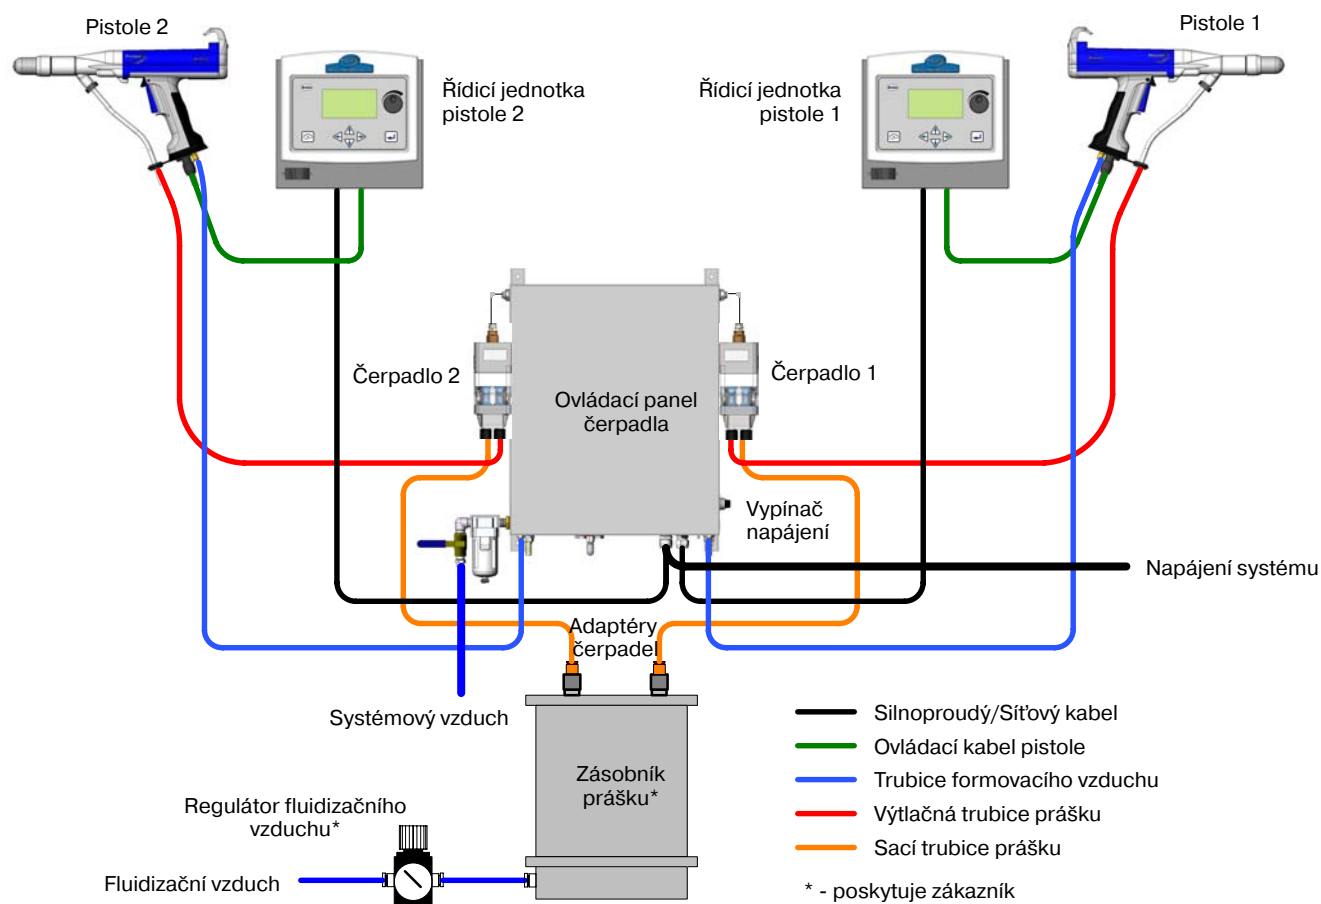 Pistole 2
Pistole 1
Řídicí jednotka
pistole 2
Řídicí jednotka
pistole 1
Čerpadlo 2
Čerpadlo 1
Ovládací panel
čerpadla
Vypínač
napájení
Napájení systému
Adaptéry
čerpadel
Systémový vzduch
Zásobník
prášku*
Regulátor fluidizačního
vzduchu*
Fluidizační vzduch
Silnoproudý/Síťový kabel
Ovládací kabel pistole
Trubice formovacího vzduchu
Výtlačná trubice prášku
Sací trubice prášku
* - poskytuje zákazník